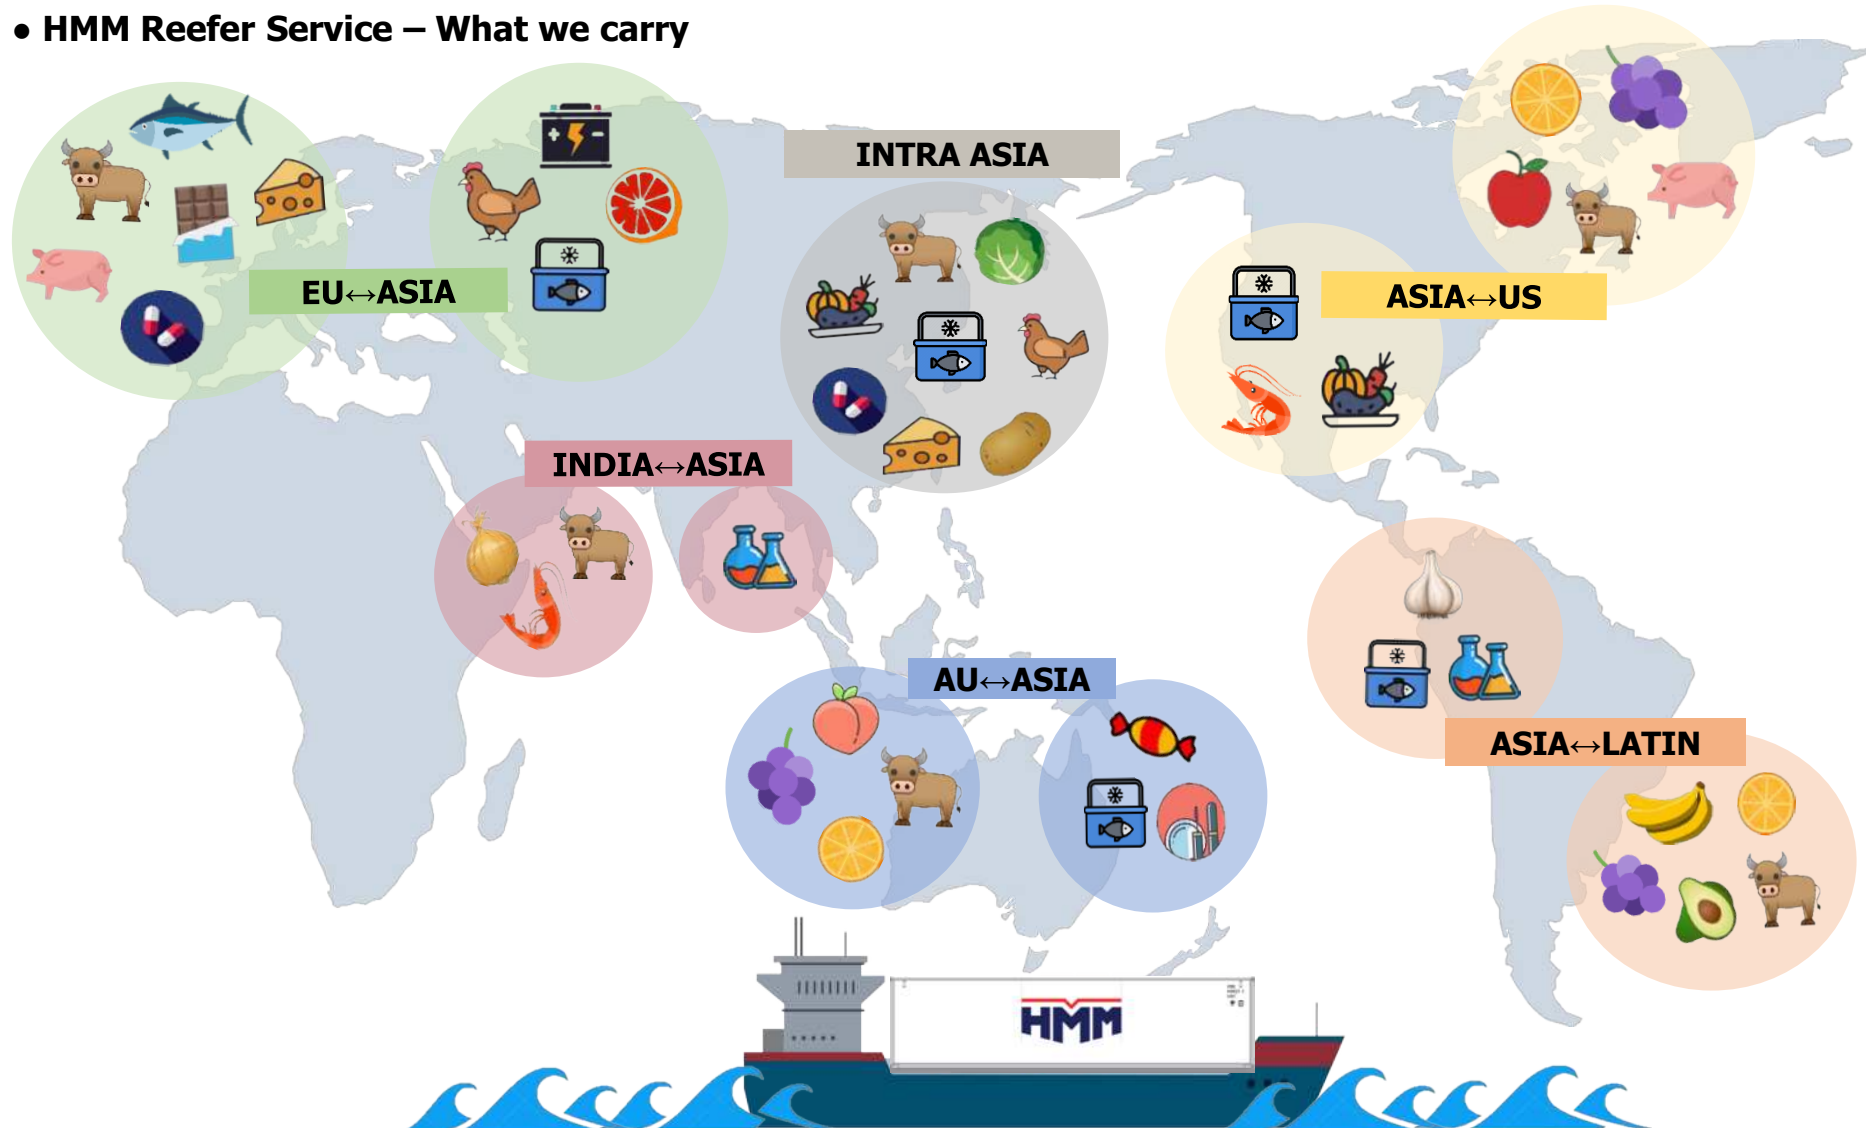 ● HMM Reefer Service – What we carry
INTRA ASIA
EU↔ASIA
ASIA↔US
INDIA↔ASIA
AU↔ASIA
ASIA↔LATIN
HMM